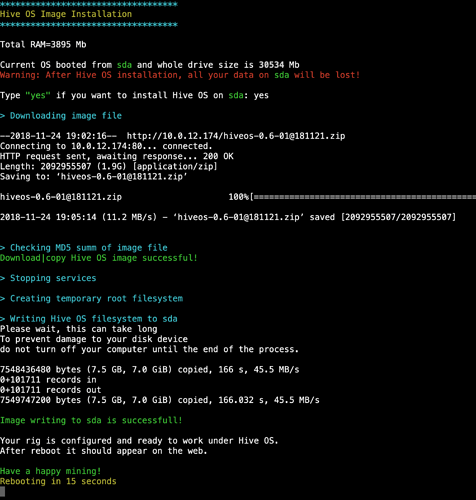 **********************************
Hive OS Image Installation
**********************************
Total RAM=3895 Mb
Current OS booted from sda and whole drive size is 30534 Mb
Warning: After Hive OS installation, all your data on sda will be lost!
Type "yes" if you want to install Hive OS on sda: yes
> Downloading image file
--2018-11-24 19:02:16--  http://10.0.12.174/hiveos-0.6-01@181121.zip
Connecting to 10.0.12.174:80... connected.
HTTP request sent, awaiting response... 200 OK
Length: 2092955507 (1.9G) [application/zip]
Saving to: ‘hiveos-0.6-01@181121.zip’
hiveos-0.6-01@181121.zip 100%[===========================================
2018-11-24 19:05:14 (11.2 MB/s) - ‘hiveos-0.6-01@181121.zip’ saved [2092955507/2092955507]
> Checking MD5 summ of image file
Download|copy Hive OS image successful!
> Stopping services
> Creating temporary root filesystem
> Writing Hive OS filesystem to sda
Please wait, this can take long
To prevent damage to your disk device
do not turn off your computer until the end of the process.
7548436480 bytes (7.5 GB, 7.0 GiB) copied, 166 s, 45.5 MB/s
0+101711 records in
0+101711 records out
7549747200 bytes (7.5 GB, 7.0 GiB) copied, 166.032 s, 45.5 MB/s
Image writing to sda is successfull!
Your rig is configured and ready to work under Hive OS.
After reboot it should appear on the web.
Have a happy mining!
Rebooting in 15 seconds